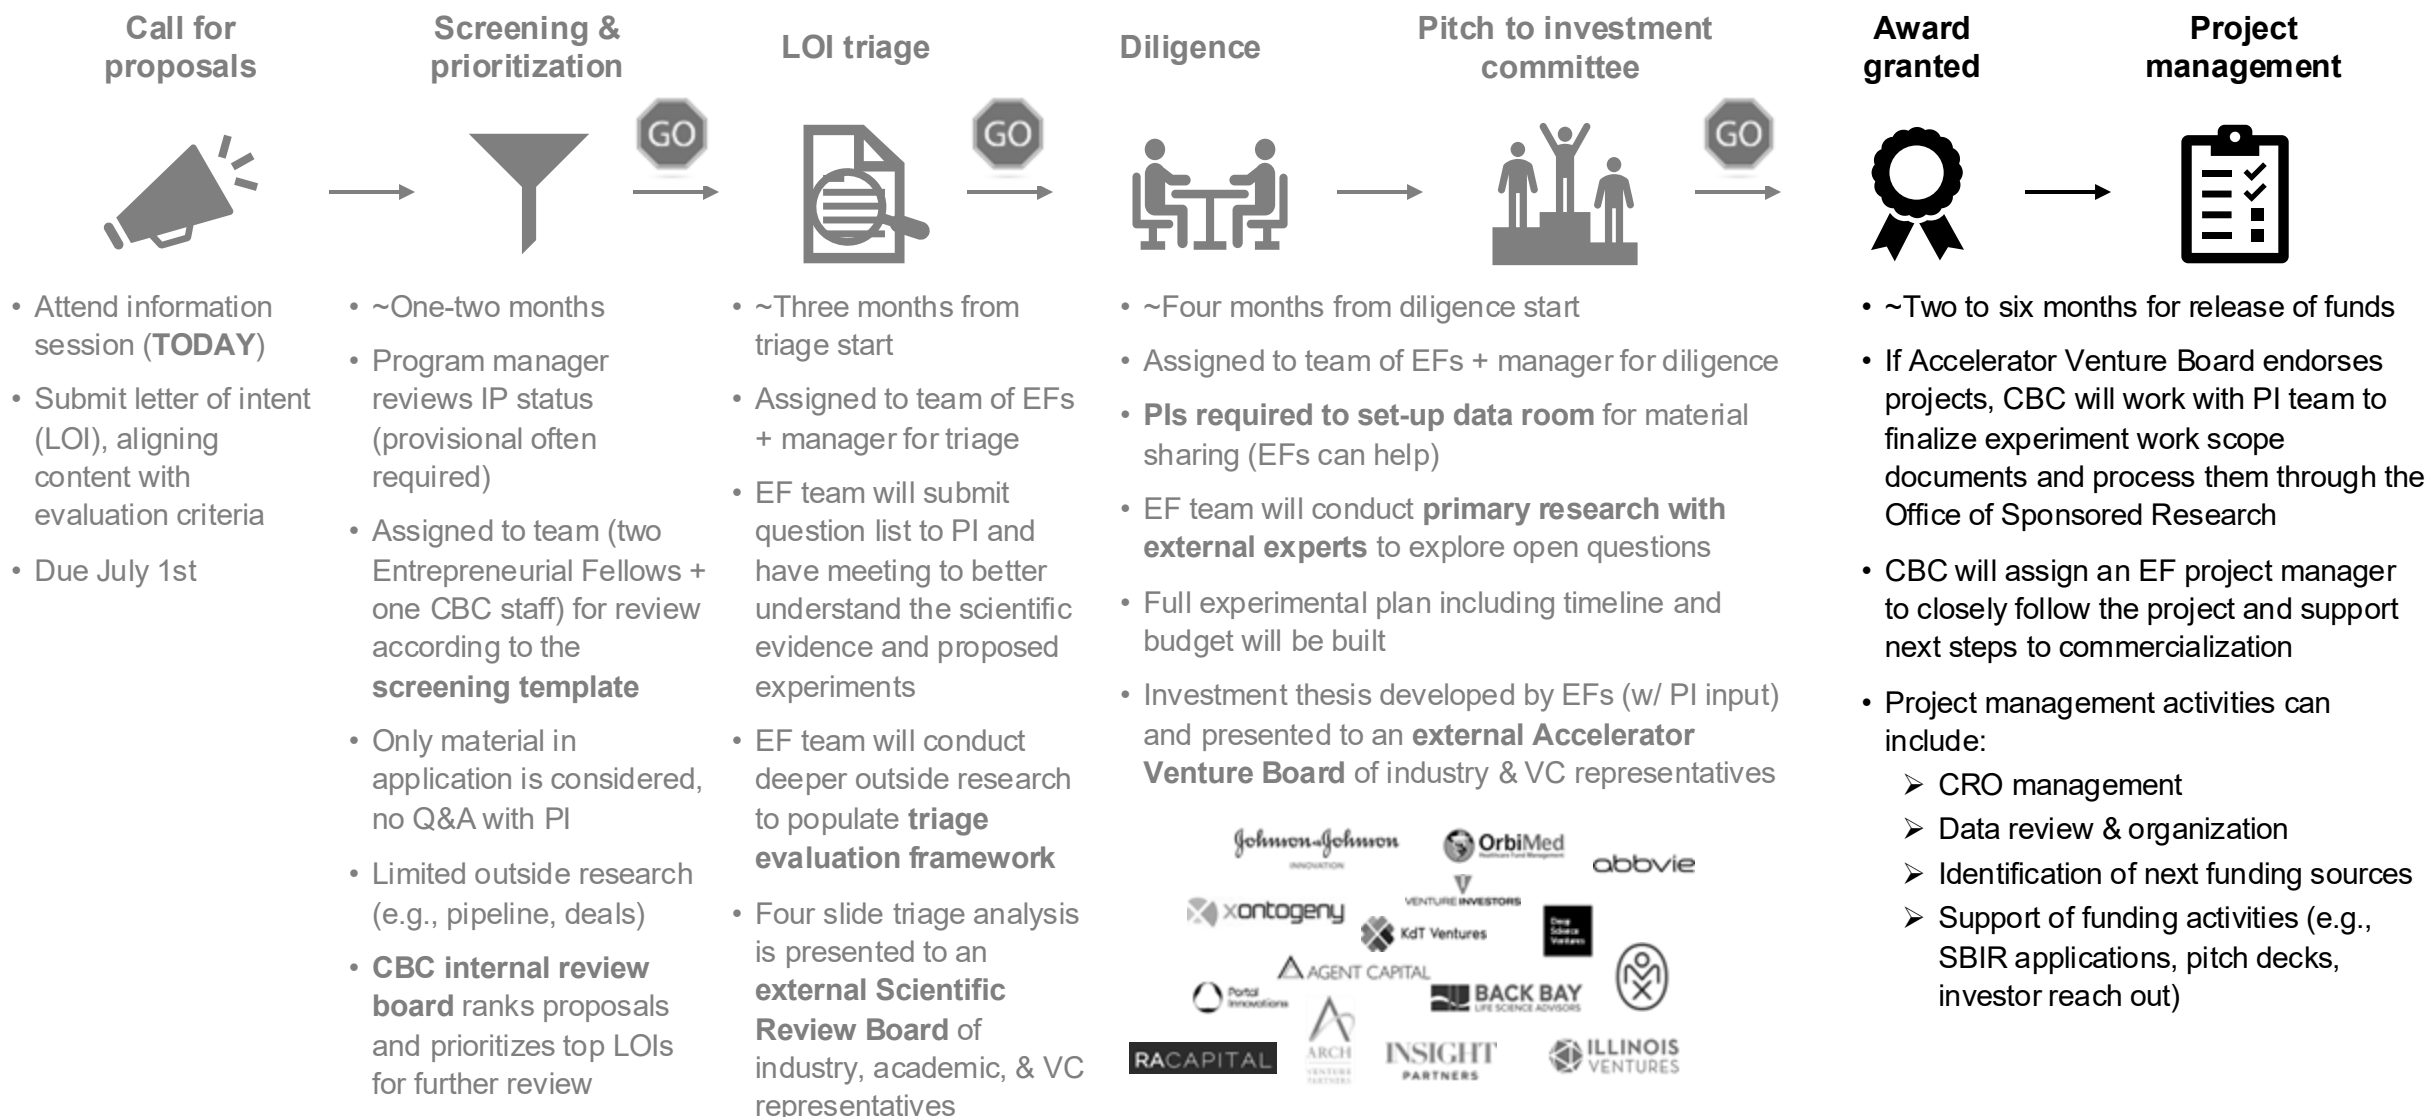 Call for
proposals
Screening &
prioritization
LOI triage
Diligence
Pitch to investment
committee
Award
granted
Project
management
GO
GO
GO
• Attend information
session (TODAY)
• Submit letter of intent
(LOI), aligning
content with
evaluation criteria
• Due July 1st
• ~One-two months
• Program manager
reviews IP status
(provisional often
required)
• Assigned to team (two
Entrepreneurial Fellows +
one CBC staff) for review
according to the
screening template
• Only material in
application is considered,
no Q&A with PI
• Limited outside research
(e.g., pipeline, deals)
• CBC internal review
board ranks proposals
and prioritizes top LOIs
for further review
• ~Three months from
triage start
• Assigned to team of EFs
+ manager for triage
• EF team will submit
question list to PI and
have meeting to better
understand the scientific
evidence and proposed
experiments
• EF team will conduct
deeper outside research
to populate triage
evaluation framework
• Four slide triage analysis
is presented to an
external Scientific
Review Board of
industry, academic, & VC
representatives
• ~Four months from diligence start
• Assigned to team of EFs + manager for diligence
• PIs required to set-up data room for material
sharing (EFs can help)
• EF team will conduct primary research with
external experts to explore open questions
• Full experimental plan including timeline and
budget will be built
• Investment thesis developed by EFs (w/ PI input)
and presented to an external Accelerator
Venture Board of industry & VC representatives
Johnson & Johnson
INNOVATION
OrbiMed
Healthcare Fund Management
abbvie
xontogeny
VENTURE INVESTORS
KdT Ventures
Deep
Science
Ventures
AGENT CAPITAL
Portal
Innovations
BACK BAY
LIFE SCIENCE ADVISORS
RACAPITAL
ARCH
VENTURE
PARTNERS
INSIGHT
PARTNERS
ILLINOIS
VENTURES
• ~Two to six months for release of funds
• If Accelerator Venture Board endorses
projects, CBC will work with PI team to
finalize experiment work scope
documents and process them through the
Office of Sponsored Research
• CBC will assign an EF project manager
to closely follow the project and support
next steps to commercialization
• Project management activities can
include:
➢ CRO management
➢ Data review & organization
➢ Identification of next funding sources
➢ Support of funding activities (e.g.,
SBIR applications, pitch decks,
investor reach out)